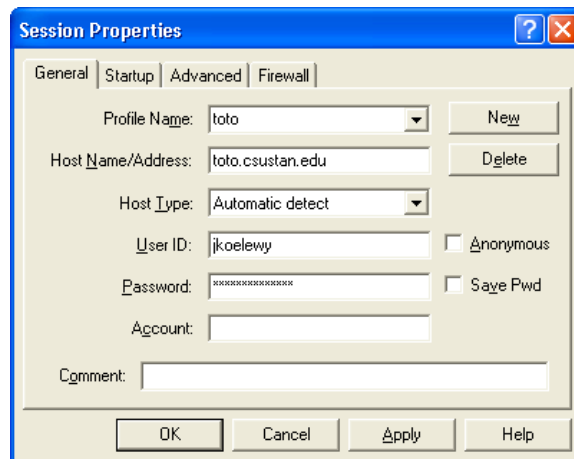 Session Properties
General Startup Advanced Firewall
Profile Name: toto New
Host Name/Address: toto.csustan.edu Delete
Host Type: Automatic detect
User ID: jkoelewy Anonymous
Password: ************** Save Pwd
Account:
Comment:
OK Cancel Apply Help